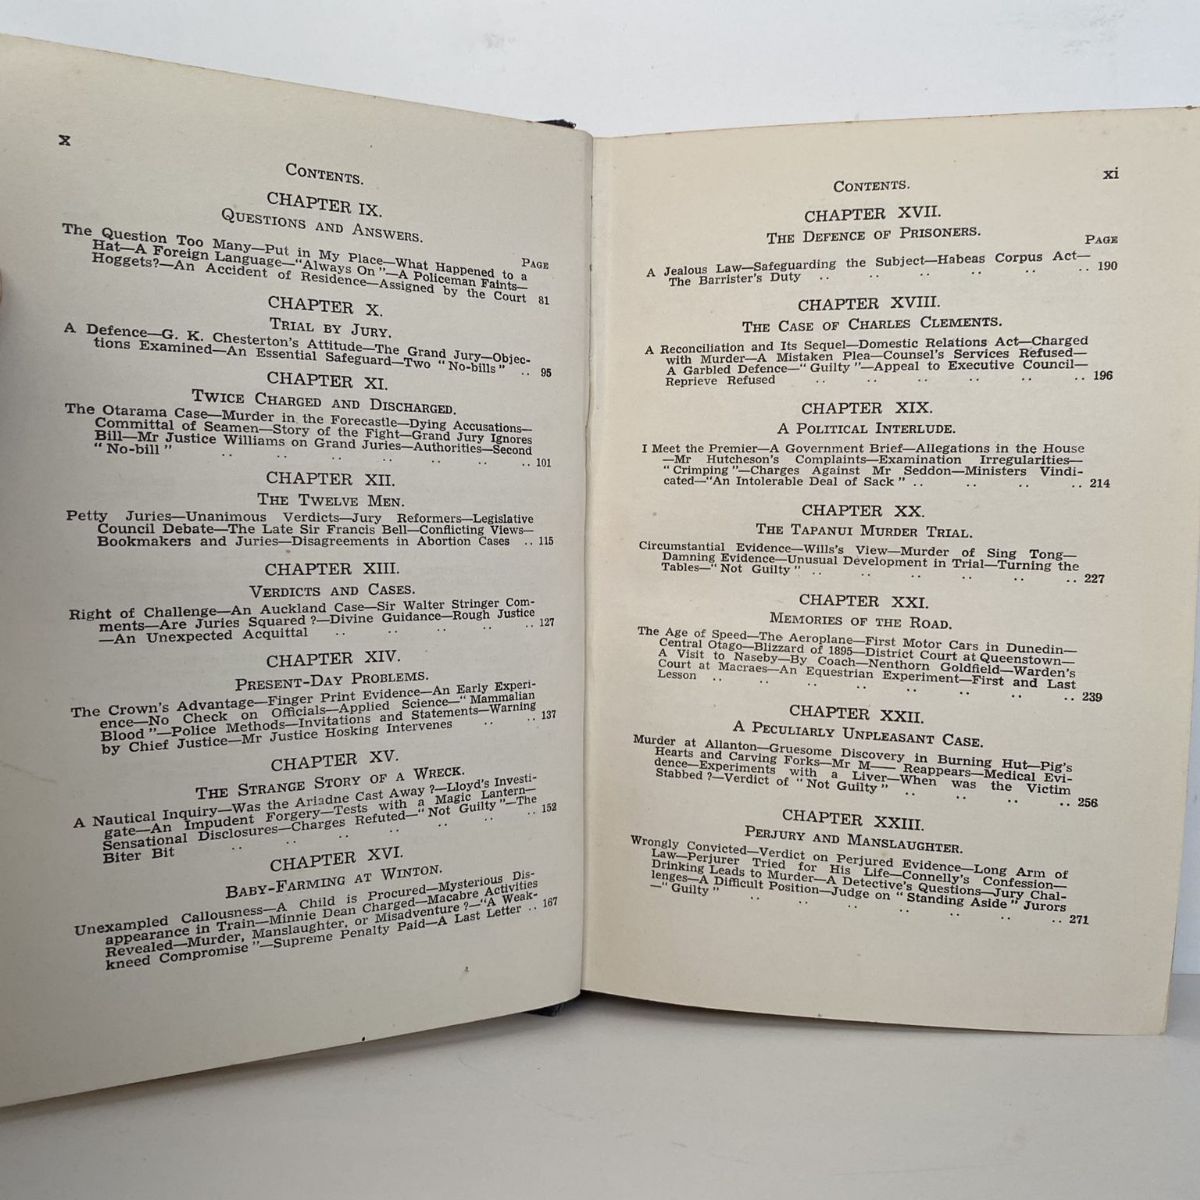 x
CONTENTS.
CHAPTER IX.
QUESTIONS AND ANSWERS.
PAGE
The Question Too Many—Put in My Place—What Happened to a
Hat—A Foreign Language—"Always On"—A Policeman Faints—
Hoggets?—An Accident of Residence—Assigned by the Court 81
CHAPTER X.
TRIAL BY JURY.
A Defence—G. K. Chesterton's Attitude—The Grand Jury—Objec-
tions Examined—An Essential Safeguard—Two "No-bills" .. 95
CHAPTER XI.
TWICE CHARGED AND DISCHARGED.
The Otarama Case—Murder in the Forecastle—Dying Accusations—
Committal of Seamen—Story of the Fight—Grand Jury Ignores
Bill—Mr Justice Williams on Grand Juries—Authorities—Second
"No-bill" .. .. .. .. .. .. .. 101
CHAPTER XII.
THE TWELVE MEN.
Petty Juries—Unanimous Verdicts—Jury Reformers—Legislative
Council Debate—The Late Sir Francis Bell—Conflicting Views—
Bookmakers and Juries—Disagreements in Abortion Cases .. 115
CHAPTER XIII.
VERDICTS AND CASES.
Right of Challenge—An Auckland Case—Sir Walter Stringer Com-
ments—Are Juries Squared?—Divine Guidance—Rough Justice
—An Unexpected Acquittal .. .. .. .. .. 127
CHAPTER XIV.
PRESENT-DAY PROBLEMS.
The Crown's Advantage—Finger Print Evidence—An Early Experi-
ence—No Check on Officials—Applied Science—"Mammalian
Blood"—Police Methods—Invitations and Statements—Warning
by Chief Justice—Mr Justice Hosking Intervenes .. .. 137
CHAPTER XV.
THE STRANGE STORY OF A WRECK.
A Nautical Inquiry—Was the Ariadne Cast Away?—Lloyd's Investi-
gate—An Impudent Forgery—Tests with a Magic Lantern—
Sensational Disclosures—Charges Refuted—"Not Guilty"—The
Biter Bit .. .. .. .. .. .. .. 152
CHAPTER XVI.
BABY-FARMING AT WINTON.
Unexampled Callousness—A Child is Procured—Mysterious Dis-
appearance in Train—Minnie Dean Charged—Macabre Activities
Revealed—Murder, Manslaughter, or Misadventure?—"A Weak-
kneed Compromise"—Supreme Penalty Paid—A Last Letter .. 167
xi
CONTENTS.
CHAPTER XVII.
THE DEFENCE OF PRISONERS.
PAGE
A Jealous Law—Safeguarding the Subject—Habeas Corpus Act—
The Barrister's Duty .. .. .. .. .. .. .. 190
CHAPTER XVIII.
THE CASE OF CHARLES CLEMENTS.
A Reconciliation and Its Sequel—Domestic Relations Act—Charged
with Murder—A Mistaken Plea—Counsel's Services Refused—
A Garbled Defence—"Guilty"—Appeal to Executive Council—
Reprieve Refused .. .. .. .. .. .. 196
CHAPTER XIX.
A POLITICAL INTERLUDE.
I Meet the Premier—A Government Brief—Allegations in the House
—Mr Hutcheson's Complaints—Examination Irregularities—
"Crimping"—Charges Against Mr Seddon—Ministers Vindi-
cated—"An Intolerable Deal of Sack" .. .. .. .. 214
CHAPTER XX.
THE TAPANUI MURDER TRIAL.
Circumstantial Evidence—Wills's View—Murder of Sing Tong—
Damning Evidence—Unusual Development in Trial—Turning the
Tables—"Not Guilty" .. .. .. .. .. .. 227
CHAPTER XXI.
MEMORIES OF THE ROAD.
The Age of Speed—The Aeroplane—First Motor Cars in Dunedin—
Central Otago—Blizzard of 1895—District Court at Queenstown—
A Visit to Naseby—By Coach—Nenthorn Goldfield—Warden's
Court at Macraes—An Equestrian Experiment—First and Last
Lesson .. .. .. .. .. .. .. .. 239
CHAPTER XXII.
A PECULIARLY UNPLEASANT CASE.
Murder at Allanton—Gruesome Discovery in Burning Hut—Pig's
Hearts and Carving Forks—Mr M—— Reappears—Medical Evi-
dence—Experiments with a Liver—When was the Victim
Stabbed?—Verdict of "Not Guilty" .. .. .. .. 256
CHAPTER XXIII.
PERJURY AND MANSLAUGHTER.
Wrongly Convicted—Verdict on Perjured Evidence—Long Arm of
Law—Perjurer Tried for His Life—Connelly's Confession—
Drinking Leads to Murder—A Detective's Questions—Jury Chal-
lenges—A Difficult Position—Judge on "Standing Aside" Jurors
—"Guilty" .. .. .. .. .. .. .. 271